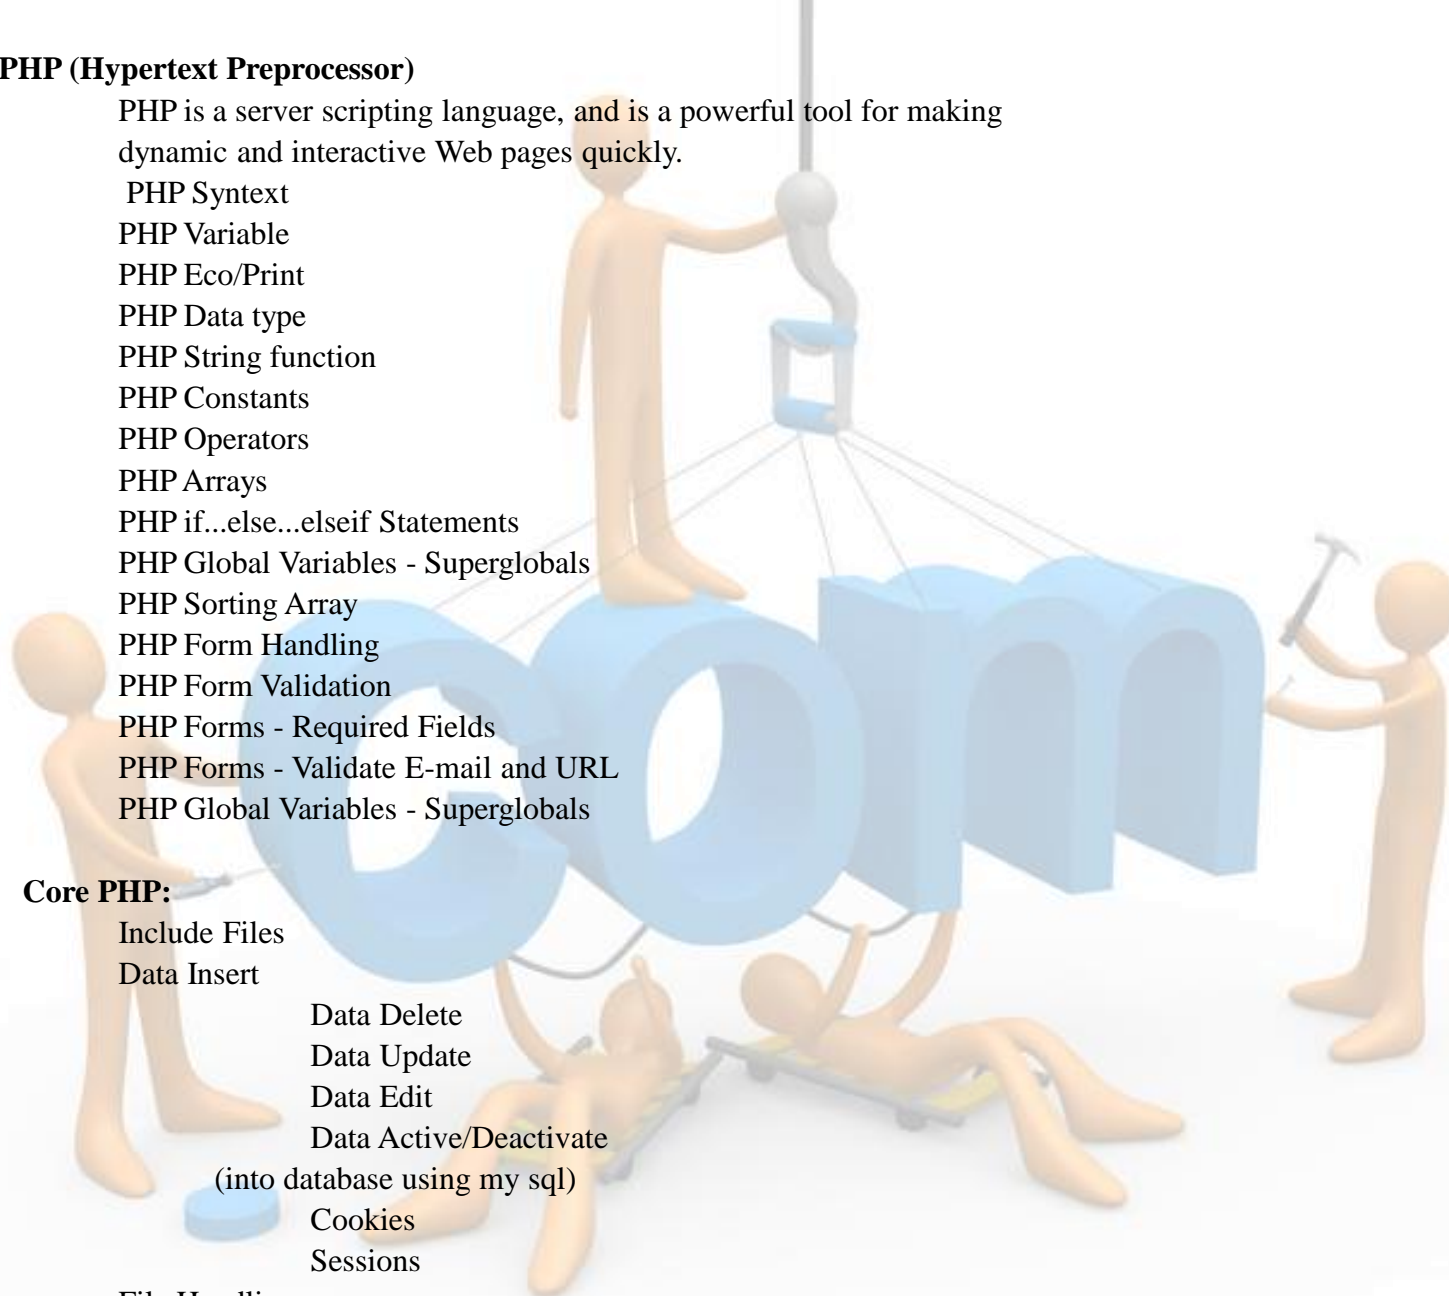 PHP (Hypertext Preprocessor)
PHP is a server scripting language, and is a powerful tool for making
dynamic and interactive Web pages quickly.
PHP Syntext
PHP Variable
PHP Eco/Print
PHP Data type
PHP String function
PHP Constants
PHP Operators
PHP Arrays
PHP if...else...elseif Statements
PHP Global Variables - Superglobals
PHP Sorting Array
PHP Form Handling
PHP Form Validation
PHP Forms - Required Fields
PHP Forms - Validate E-mail and URL
PHP Global Variables - Superglobals
Core PHP:
Include Files
Data Insert
Data Delete
Data Update
Data Edit
Data Active/Deactivate
(into database using my sql)
Cookies
Sessions
com